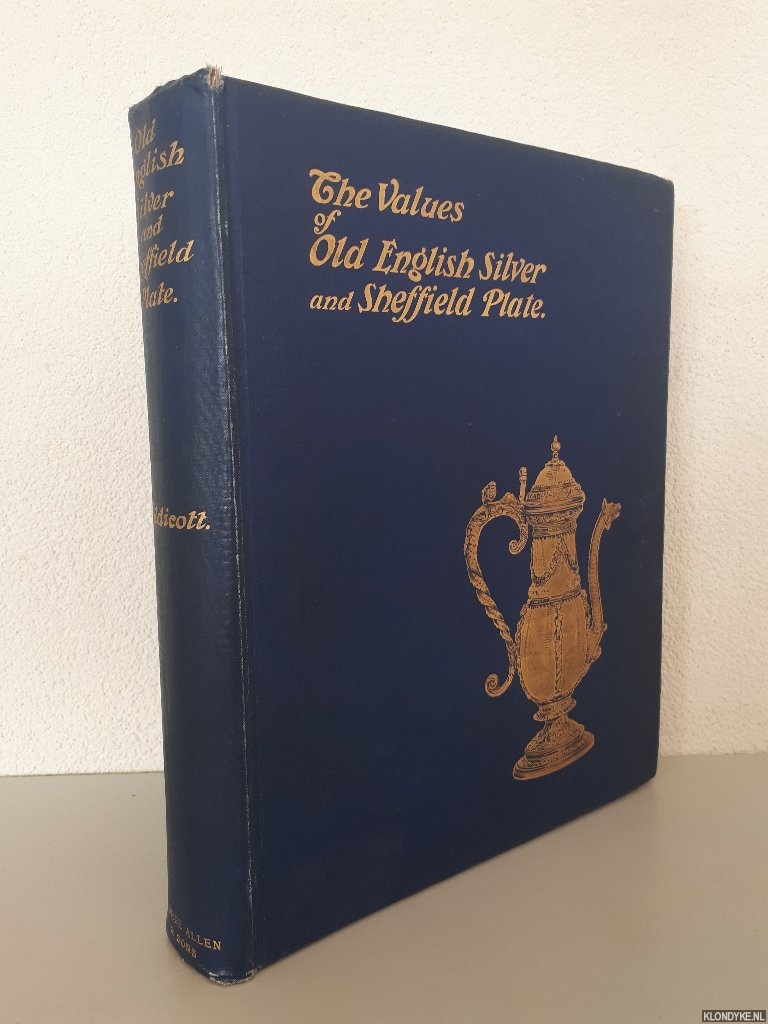 Old
English
Silver
and
Sheffield
Plate.
The Values
of
Old English Silver
and Sheffield Plate.
ALLEN
& SONS
KLONDYKE.NL